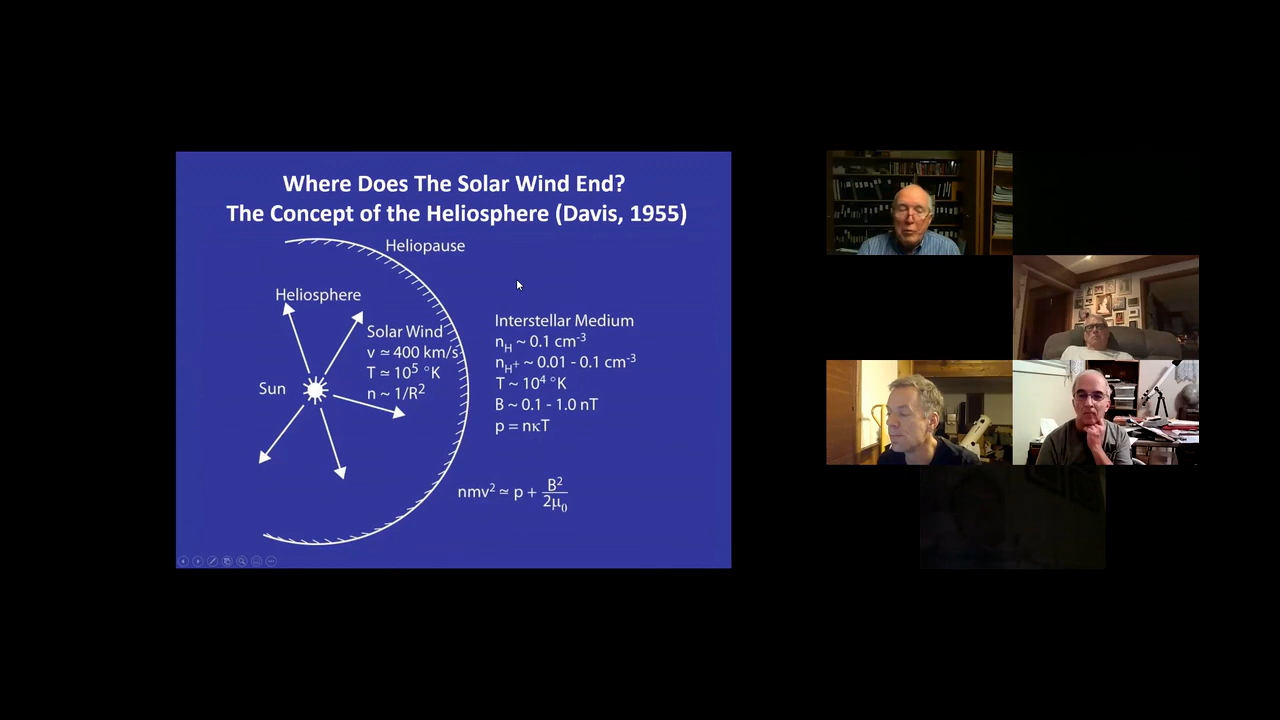 Where Does The Solar Wind End?
The Concept of the Heliosphere (Davis, 1955)
Heliopause
Heliosphere
Solar Wind
v ≃ 400 km/s
T ≃ 10⁵ °K
n ~ 1/R²
Sun
Interstellar Medium
n_H ~ 0.1 cm⁻³
n_H⁺ ~ 0.01 - 0.1 cm⁻³
T ~ 10⁴ °K
B ~ 0.1 - 1.0 nT
p = nκT
nmv² ≃ p + B²/2μ₀